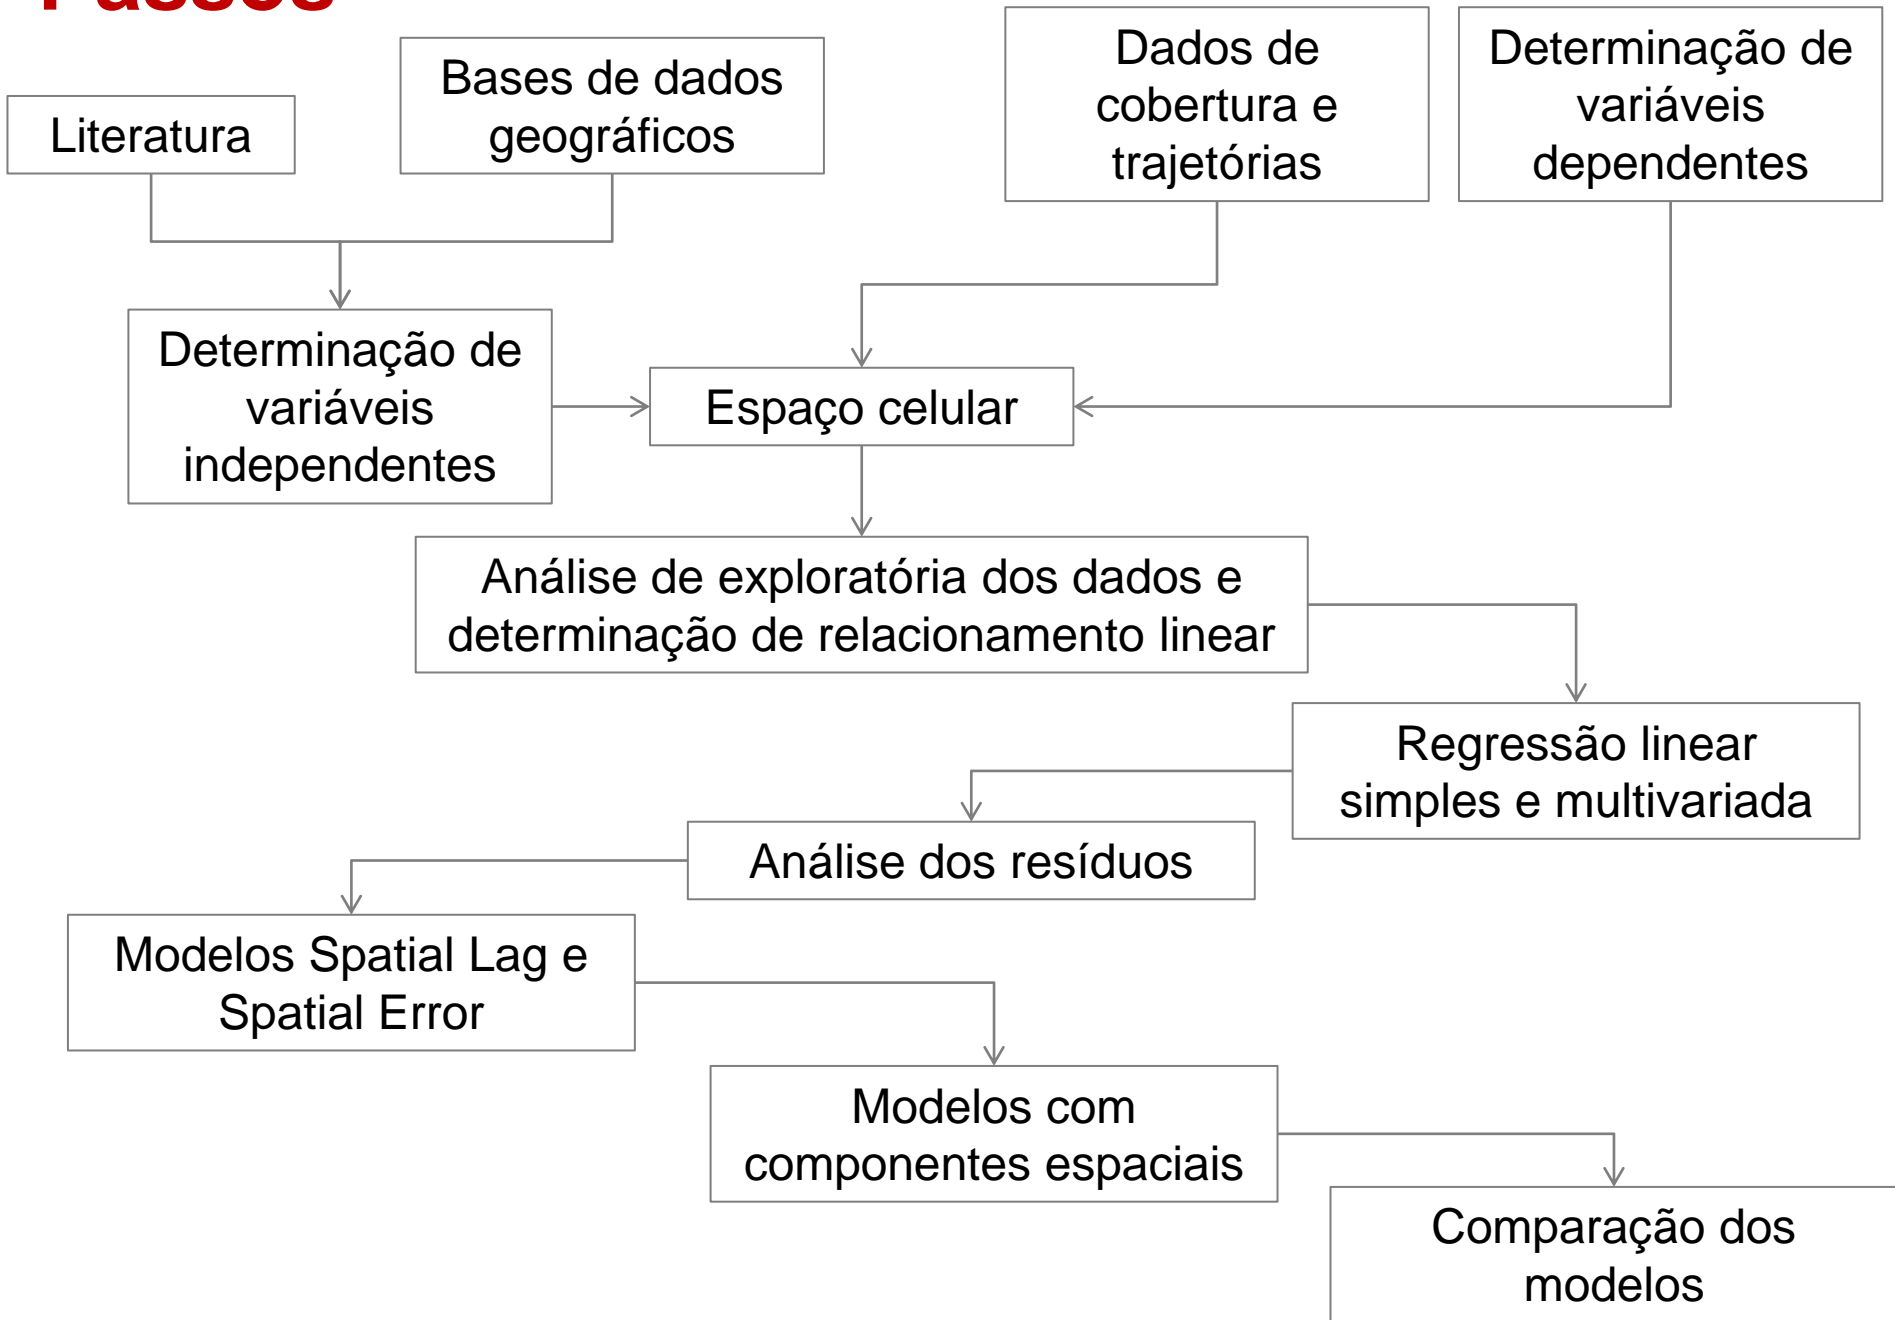 Passos
Literatura
Bases de dados
geográficos
Dados de
cobertura e
trajetórias
Determinação de
variáveis
dependentes
Determinação de
variáveis
independentes
Espaço celular
Análise de exploratória dos dados e
determinação de relacionamento linear
Regressão linear
simples e multivariada
Análise dos resíduos
Modelos Spatial Lag e
Spatial Error
Modelos com
componentes espaciais
Comparação dos
modelos